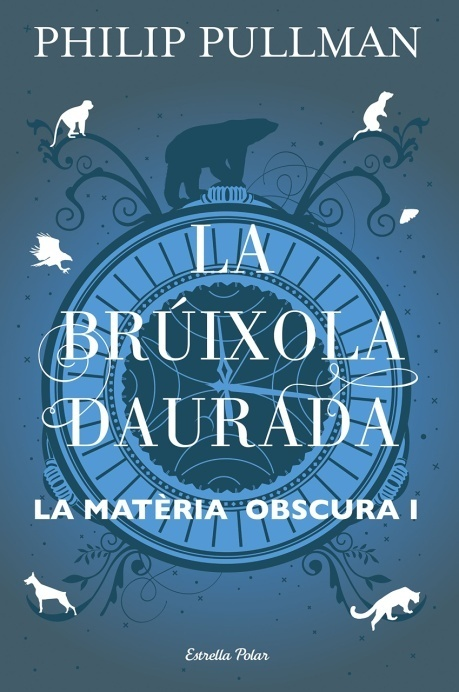 PHILIP PULLMAN
LA
BRÚIXOLA
DAURADA
LA MATÈRIA OBSCURA I
Estrella Polar